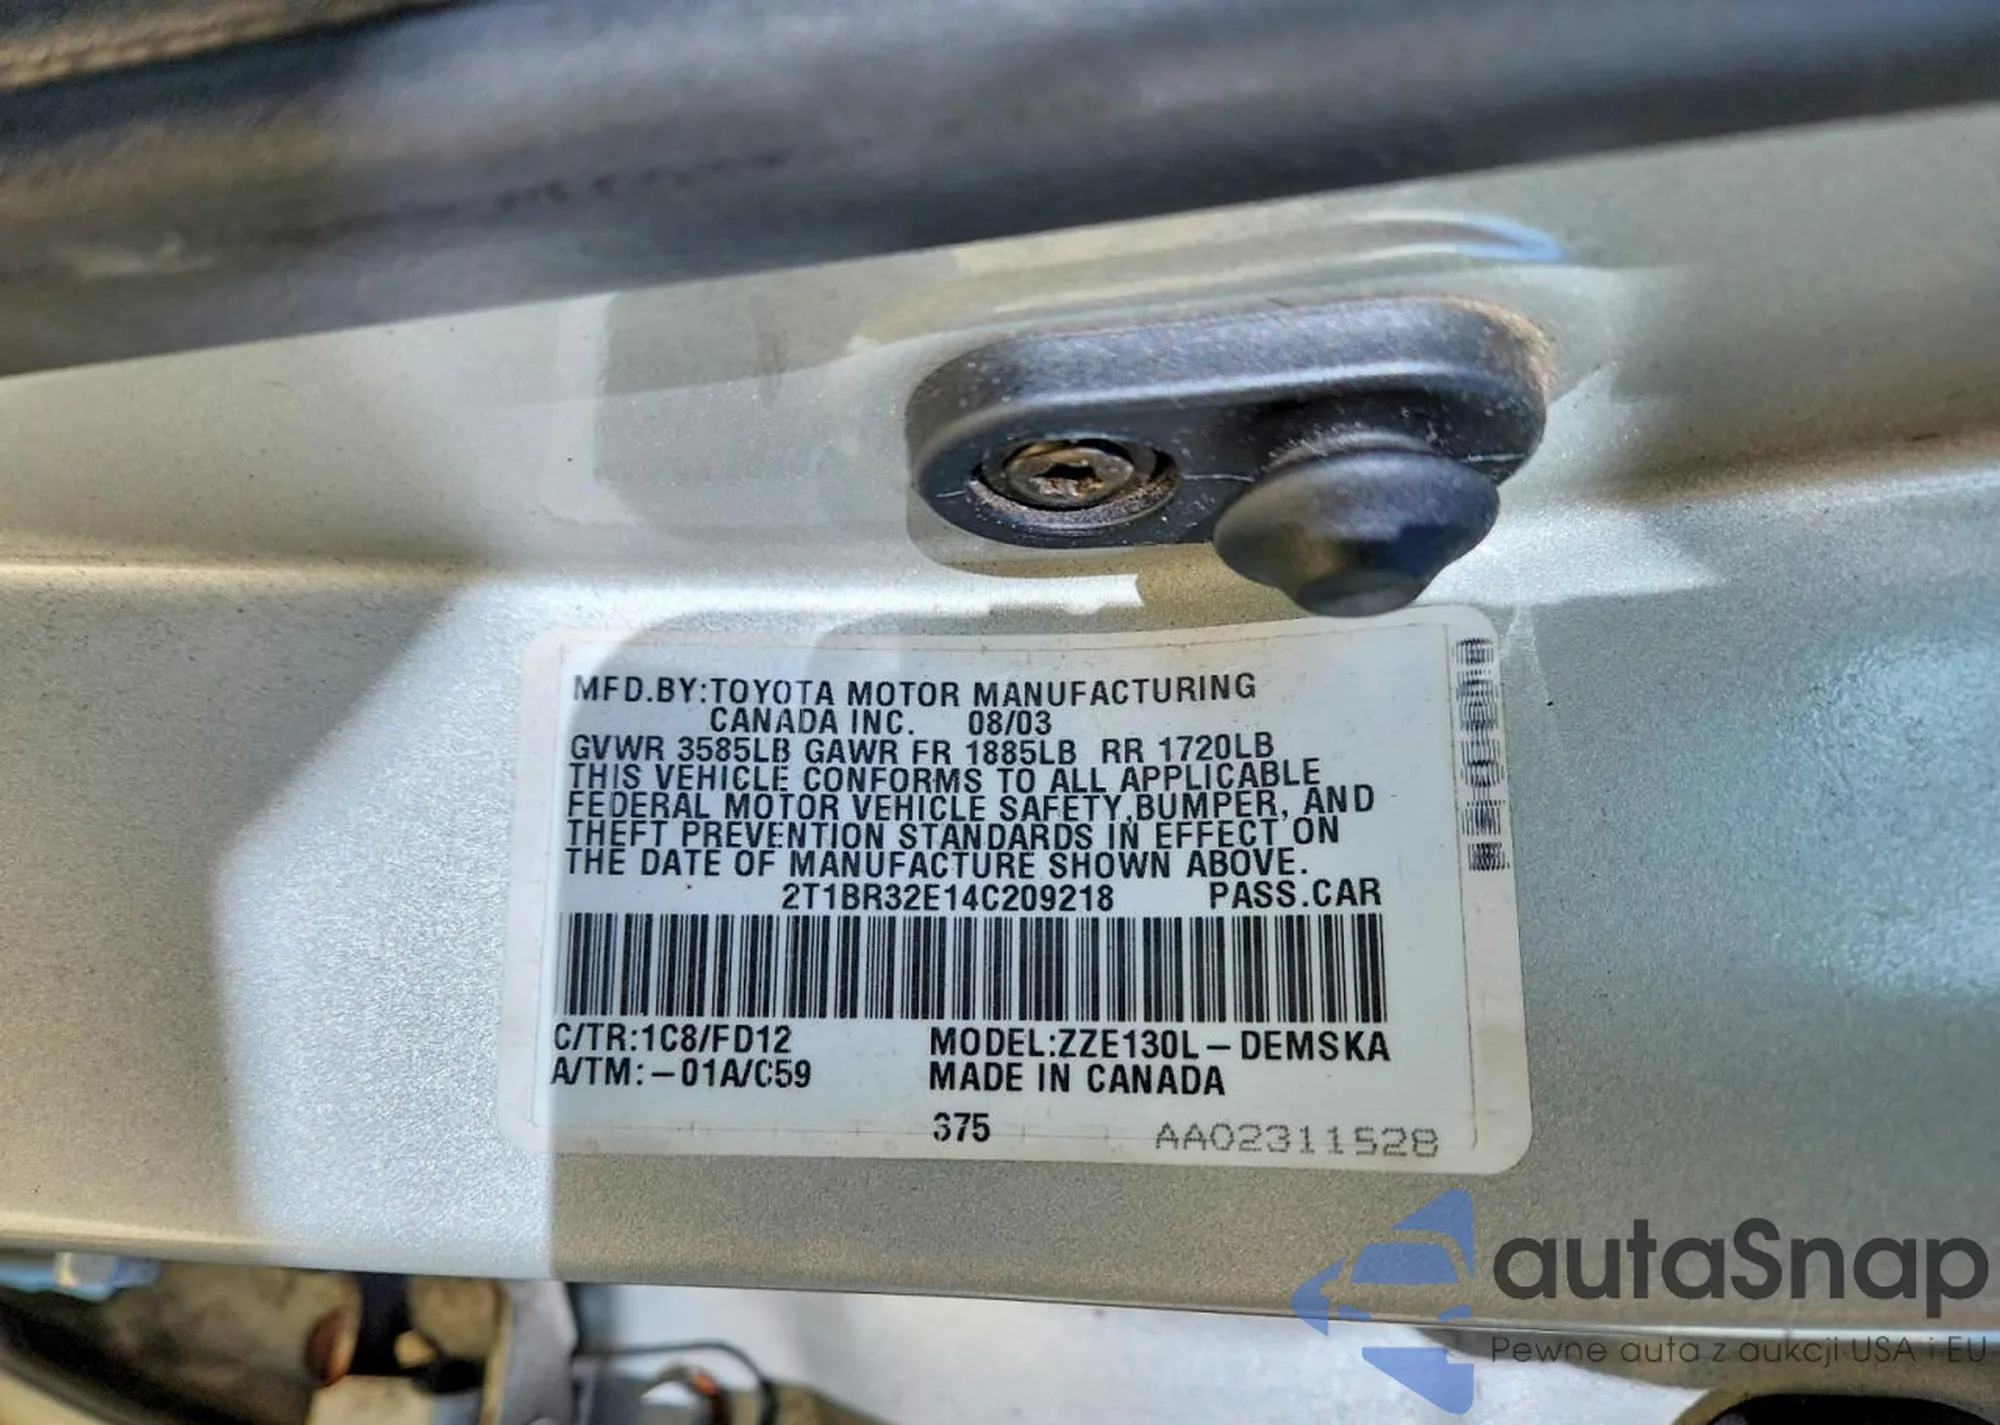 MFD.BY:TOYOTA MOTOR MANUFACTURING
CANADA INC. 08/03
GVWR 3585LB GAWR FR 1885LB RR 1720LB
THIS VEHICLE CONFORMS TO ALL APPLICABLE
FEDERAL MOTOR VEHICLE SAFETY,BUMPER, AND
THEFT PREVENTION STANDARDS IN EFFECT ON
THE DATE OF MANUFACTURE SHOWN ABOVE.
2T1BR32E14C209218 PASS.CAR
C/TR:1C8/FD12 MODEL:ZZE130L-DEMSKA
A/TM:-01A/C59 MADE IN CANADA
375 AA02311528
autaSnap
Pewne auta z aukcji USA i EU